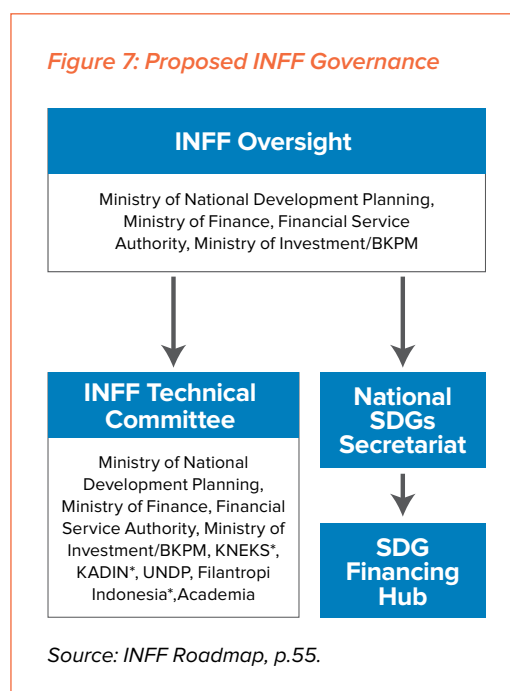 Figure 7: Proposed INFF Governance
INFF Oversight
Ministry of National Development Planning,
Ministry of Finance, Financial Service
Authority, Ministry of Investment/BKPM
INFF Technical
Committee
Ministry of National
Development Planning,
Ministry of Finance, Financial
Service Authority, Ministry of
Investment/BKPM, KNEKS*,
KADIN*, UNDP, Filantropi
Indonesia*,Academia
National
SDGs
Secretariat
SDG
Financing
Hub
Source: INFF Roadmap, p.55.